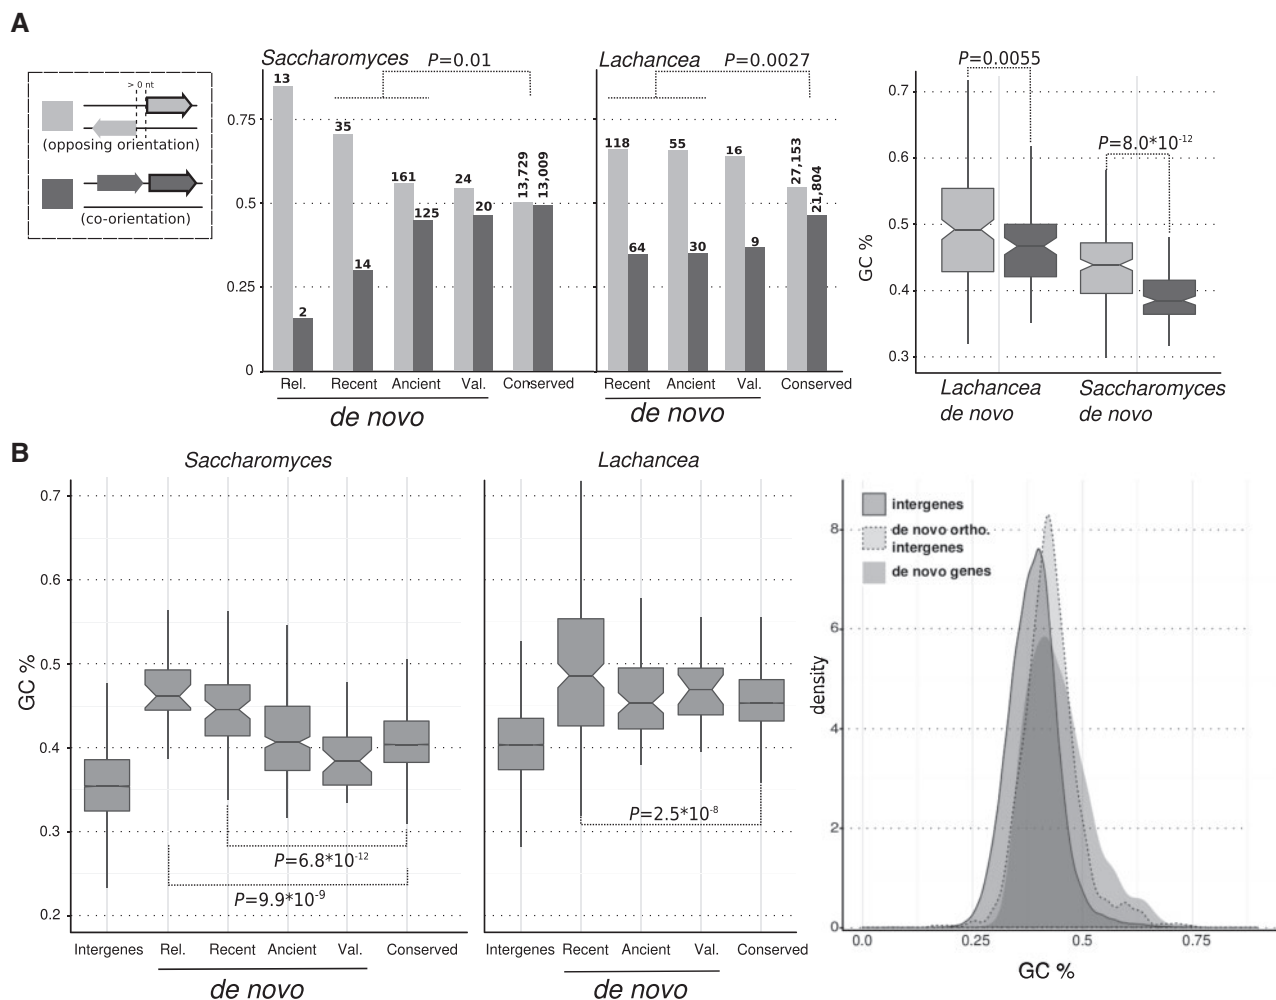 A
> 0 nt
(opposing orientation)
(co-orientation)
Saccharomyces
P=0.01
Lachancea
P=0.0027
0.75
0.5
0.25
0
13
2
35
14
161
125
24
20
13,729
13,009
118
64
55
30
16
9
27,153
21,804
Rel.
Recent
Ancient
Val.
Conserved
de novo
Recent
Ancient
Val.
Conserved
de novo
P=0.0055
P=8.0*10-12
GC %
0.7
0.6
0.5
0.4
0.3
Lachancea
de novo
Saccharomyces
de novo
B
Saccharomyces
GC %
0.7
0.6
0.5
0.4
0.3
0.2
P=6.8*10-12
P=9.9*10-9
Intergenes
Rel.
Recent
Ancient
Val.
Conserved
de novo
Lachancea
P=2.5*10-8
Intergenes
Recent
Ancient
Val.
Conserved
de novo
intergenes
de novo ortho.
intergenes
de novo genes
density
8
6
4
2
0
0.0
0.25
0.5
0.75
GC %